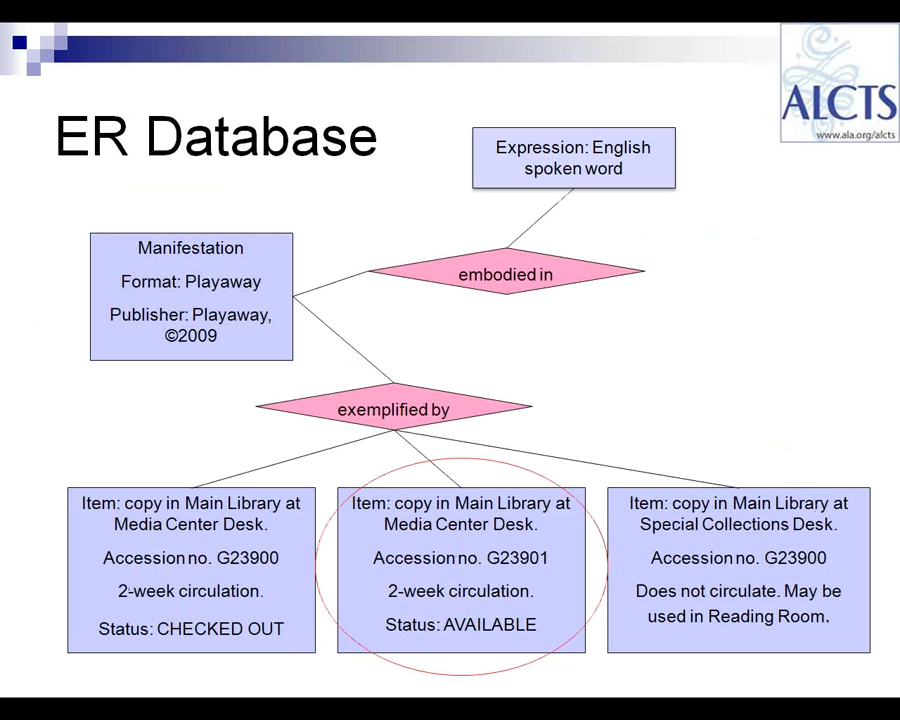 ALCTS
www.ala.org/alcts
ER Database
Expression: English
spoken word
embodied in
Manifestation
Format: Playaway
Publisher: Playaway,
©2009
exemplified by
Item: copy in Main Library at
Media Center Desk.
Accession no. G23900
2-week circulation.
Status: CHECKED OUT
Item: copy in Main Library at
Media Center Desk.
Accession no. G23901
2-week circulation.
Status: AVAILABLE
Item: copy in Main Library at
Special Collections Desk.
Accession no. G23900
Does not circulate. May be
used in Reading Room.